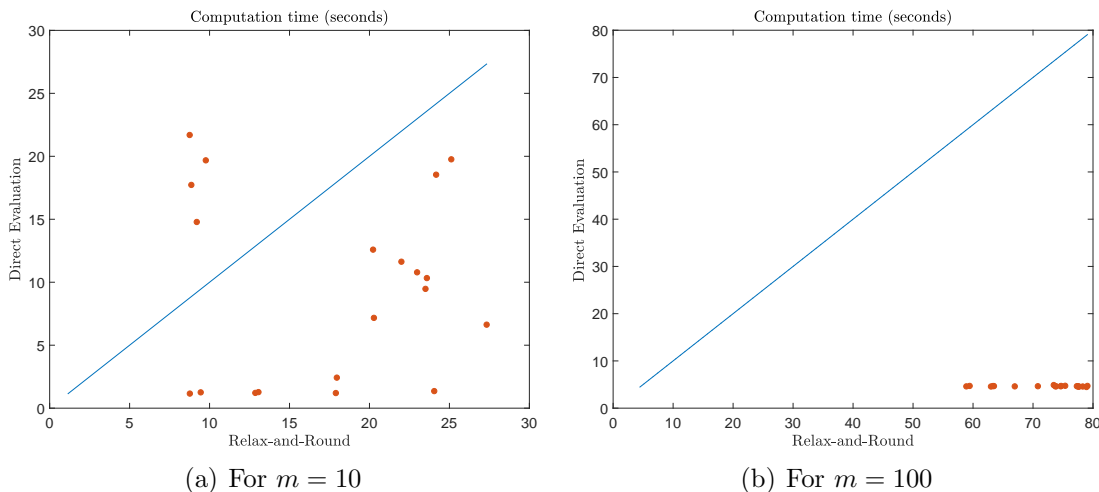 Computation time (seconds)
30
25
20
15
10
5
0
Direct Evaluation
0 5 10 15 20 25 30
Relax-and-Round
(a) For m = 10
Computation time (seconds)
80
70
60
50
40
30
20
10
0
Direct Evaluation
0 10 20 30 40 50 60 70 80
Relax-and-Round
(b) For m = 100